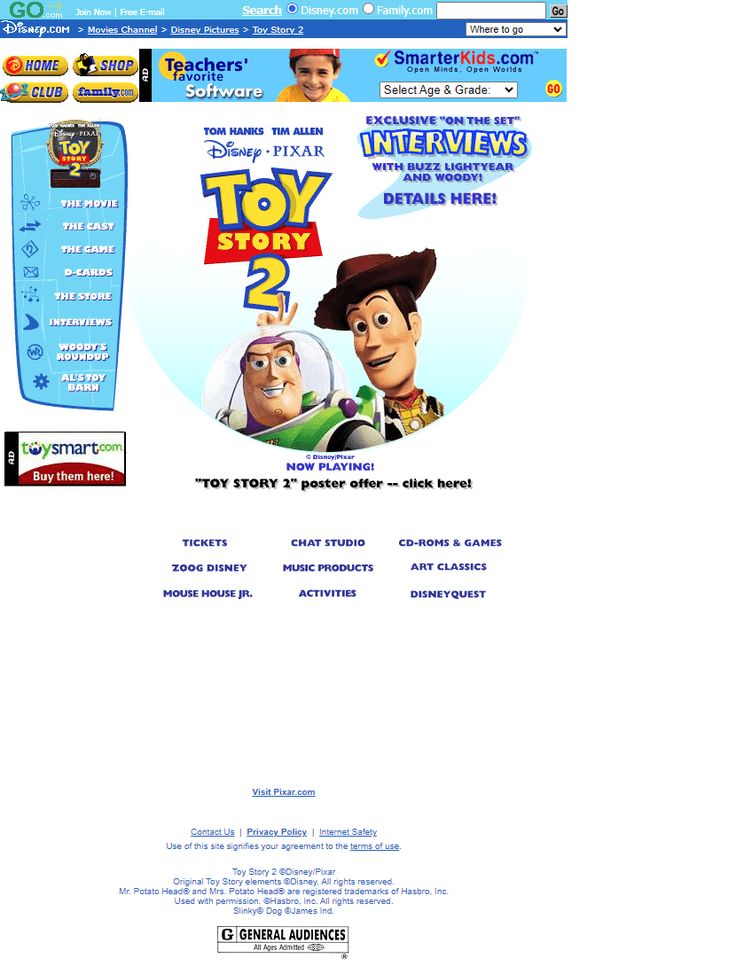 GO.com
Join Now | Free E-mail
Search Disney.com Family.com Go
Disney.com > Movies Channel > Disney Pictures > Toy Story 2
Where to go
HOME
SHOP
CLUB
family.com
AD
Teachers'
favorite
Software
SmarterKids.com™
Open Minds, Open Worlds
Select Age & Grade:
GO
TOM HANKS TIM ALLEN
Disney·PIXAR
TOY
STORY
2
THE MOVIE
THE CAST
THE GAME
D-CARDS
THE STORE
INTERVIEWS
WOODY'S
ROUNDUP
AL'S TOY
BARN
AD
toysmart.com
Buy them here!
TOM HANKS TIM ALLEN
Disney·PIXAR
TOY
STORY
2
EXCLUSIVE "ON THE SET"
INTERVIEWS
WITH BUZZ LIGHTYEAR
AND WOODY!
DETAILS HERE!
© Disney/Pixar
NOW PLAYING!
"TOY STORY 2" poster offer -- click here!
TICKETS
CHAT STUDIO
CD-ROMS & GAMES
ZOOG DISNEY
MUSIC PRODUCTS
ART CLASSICS
MOUSE HOUSE JR.
ACTIVITIES
DISNEYQUEST
Visit Pixar.com
Contact Us | Privacy Policy | Internet Safety
Use of this site signifies your agreement to the terms of use.
Toy Story 2 ©Disney/Pixar
Original Toy Story elements ©Disney. All rights reserved.
Mr. Potato Head® and Mrs. Potato Head® are registered trademarks of Hasbro, Inc.
Used with permission. ©Hasbro, Inc. All rights reserved.
Slinky© Dog ©James Ind.
G GENERAL AUDIENCES
All Ages Admitted
®